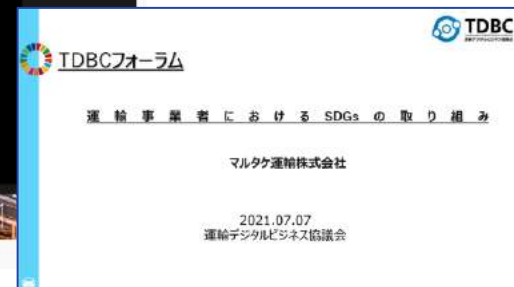 TDBC
TDBCフォーラム
運輸事業者におけるSDGsの取り組み
マルタケ運輸株式会社
2021.07.07
運輸デジタルビジネス協議会